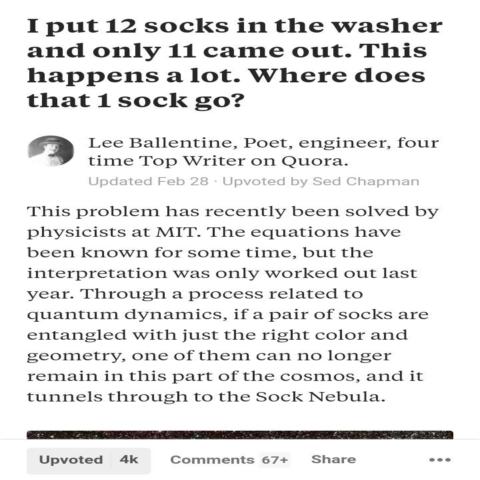 I put 12 socks in the washer
and only 11 came out. This
happens a lot. Where does
that 1 sock go?
Lee Ballentine, Poet, engineer, four
time Top Writer on Quora.
Updated Feb 28 · Upvoted by Sed Chapman
This problem has recently been solved by
physicists at MIT. The equations have
been known for some time, but the
interpretation was only worked out last
year. Through a process related to
quantum dynamics, if a pair of socks are
entangled with just the right color and
geometry, one of them can no longer
remain in this part of the cosmos, and it
tunnels through to the Sock Nebula.
Upvoted 4k Comments 67+ Share